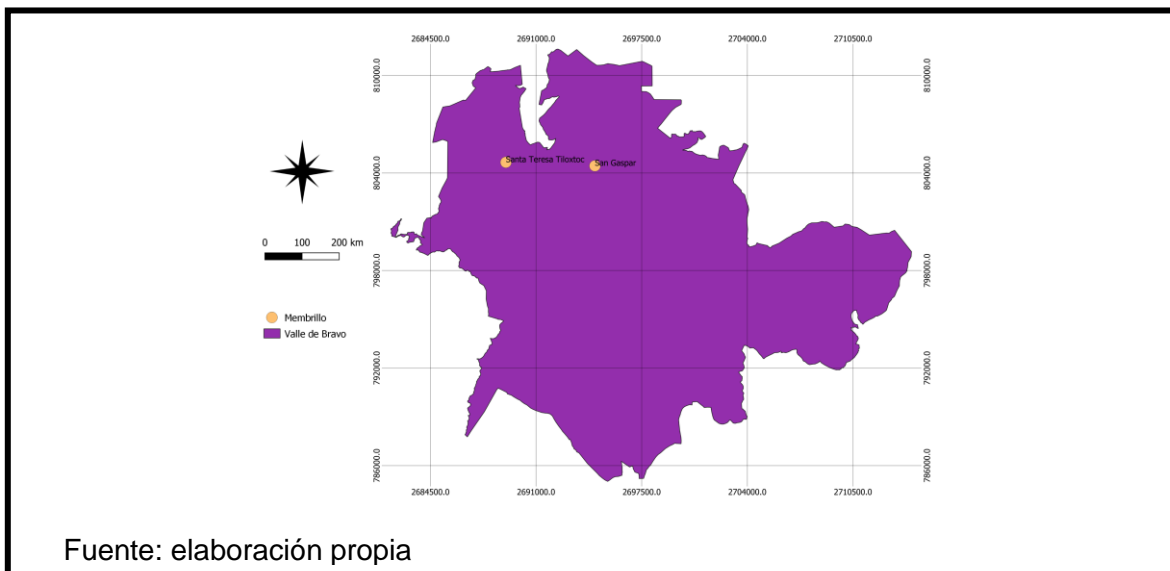 2684500.0 2691000.0 2697500.0 2704000.0 2710500.0
810000.0 810000.0
Santa Teresa Tiloxtoc San Gaspar
804000.0 804000.0
0 100 200 km
798000.0 798000.0
Membrillo
Valle de Bravo
792000.0 792000.0
786000.0 786000.0
2684500.0 2691000.0 2697500.0 2704000.0 2710500.0
Fuente: elaboración propia